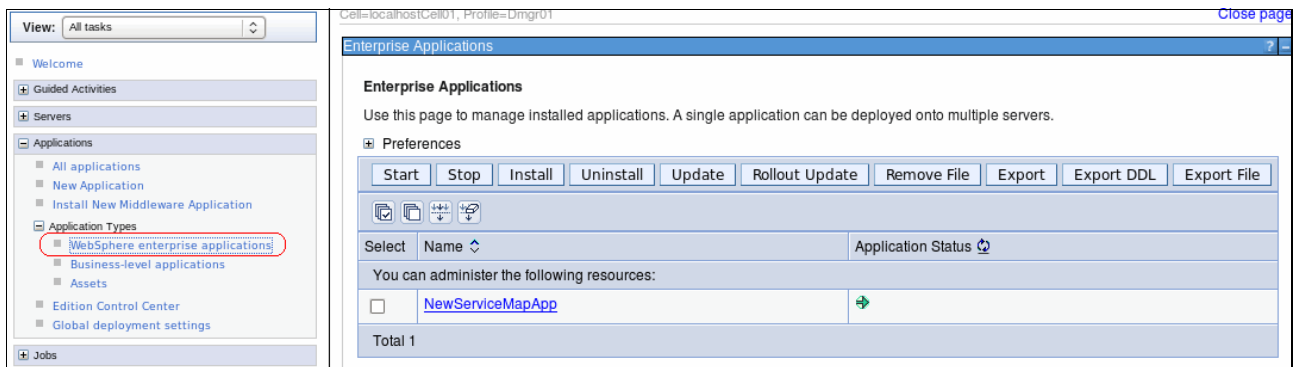 View: All tasks
Welcome
Guided Activities
Servers
Applications
All applications
New Application
Install New Middleware Application
Application Types
WebSphere enterprise applications
Business-level applications
Assets
Edition Control Center
Global deployment settings
Jobs
Cell=localhostCell01, Profile=Dmgr01 Close page
Enterprise Applications ? –
Enterprise Applications
Use this page to manage installed applications. A single application can be deployed onto multiple servers.
Preferences
Start Stop Install Uninstall Update Rollout Update Remove File Export Export DDL Export File
Select Name Application Status
You can administer the following resources:
NewServiceMapApp
Total 1